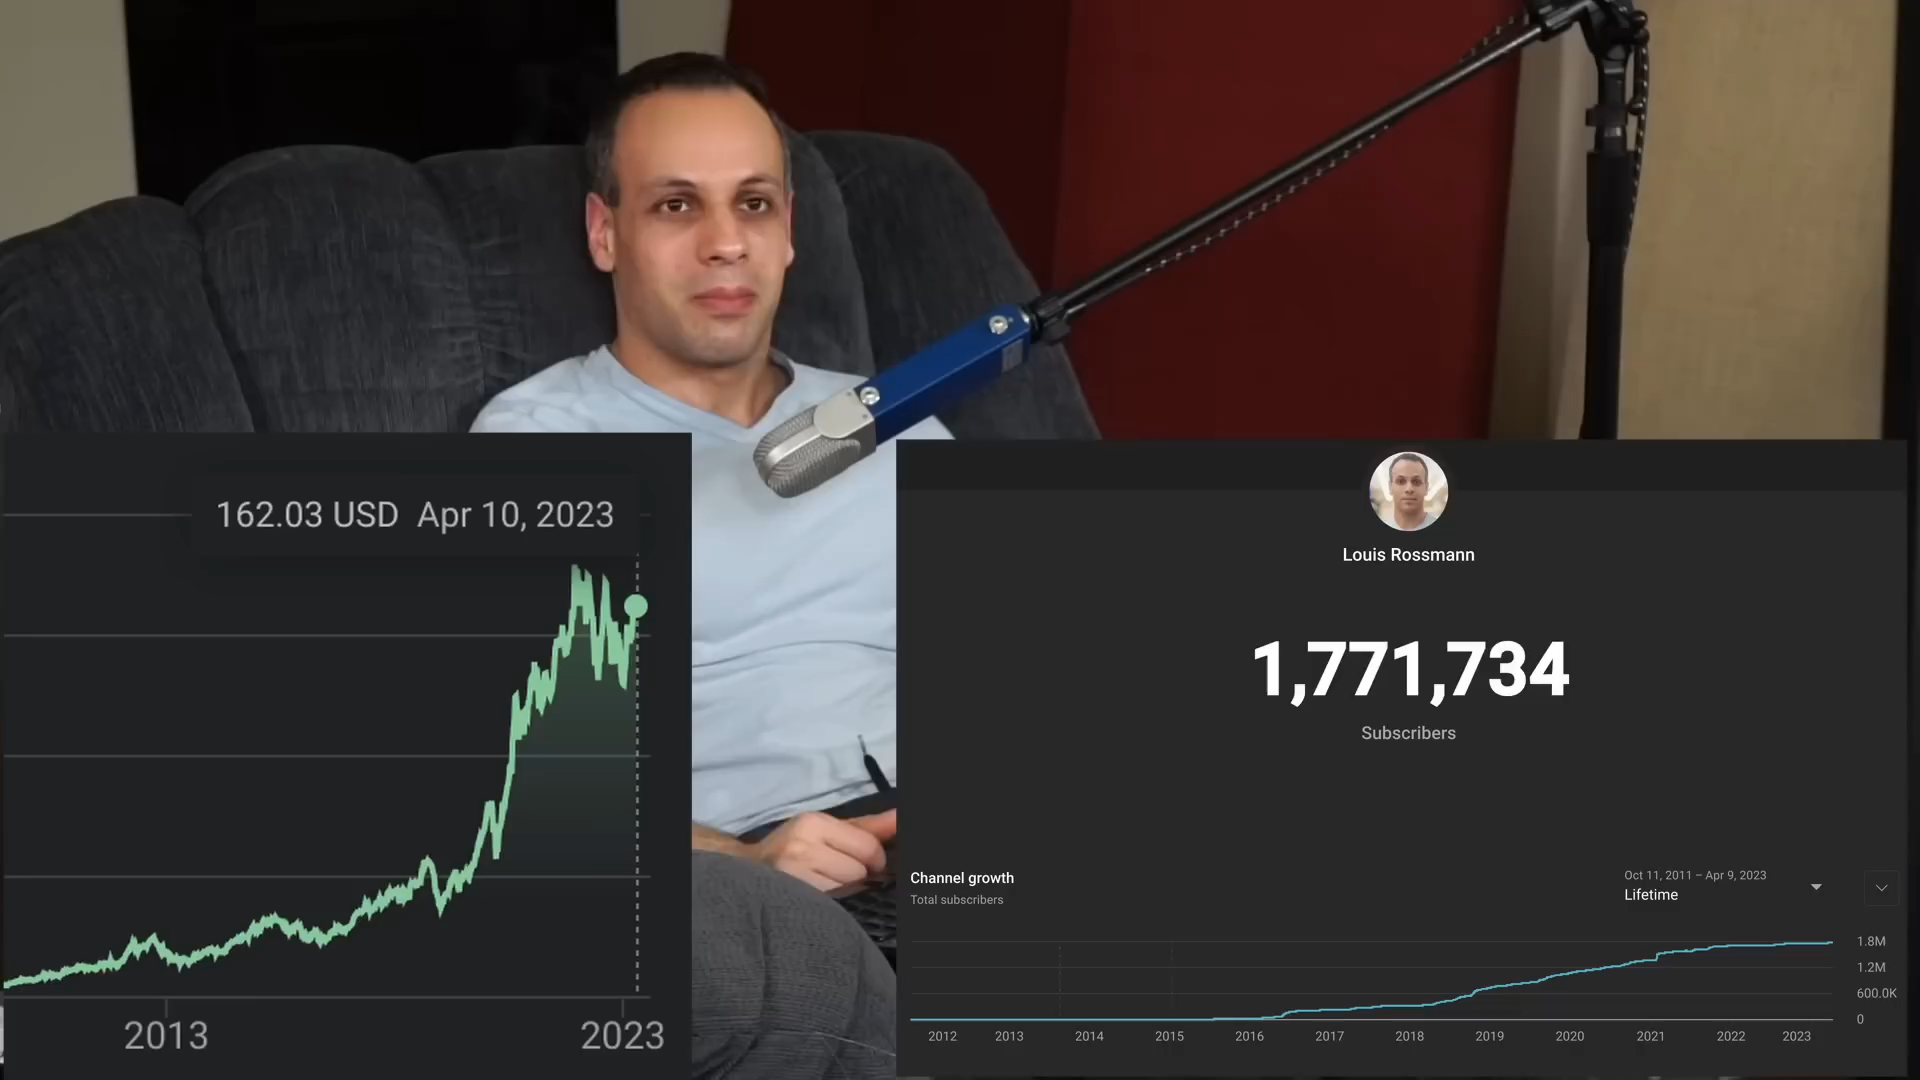 162.03 USD Apr 10, 2023
2013
2023
Louis Rossmann
1,771,734
Subscribers
Channel growth
Total subscribers
Oct 11, 2011 – Apr 9, 2023
Lifetime
1.8M
1.2M
600.0K
0
2012 2013 2014 2015 2016 2017 2018 2019 2020 2021 2022 2023